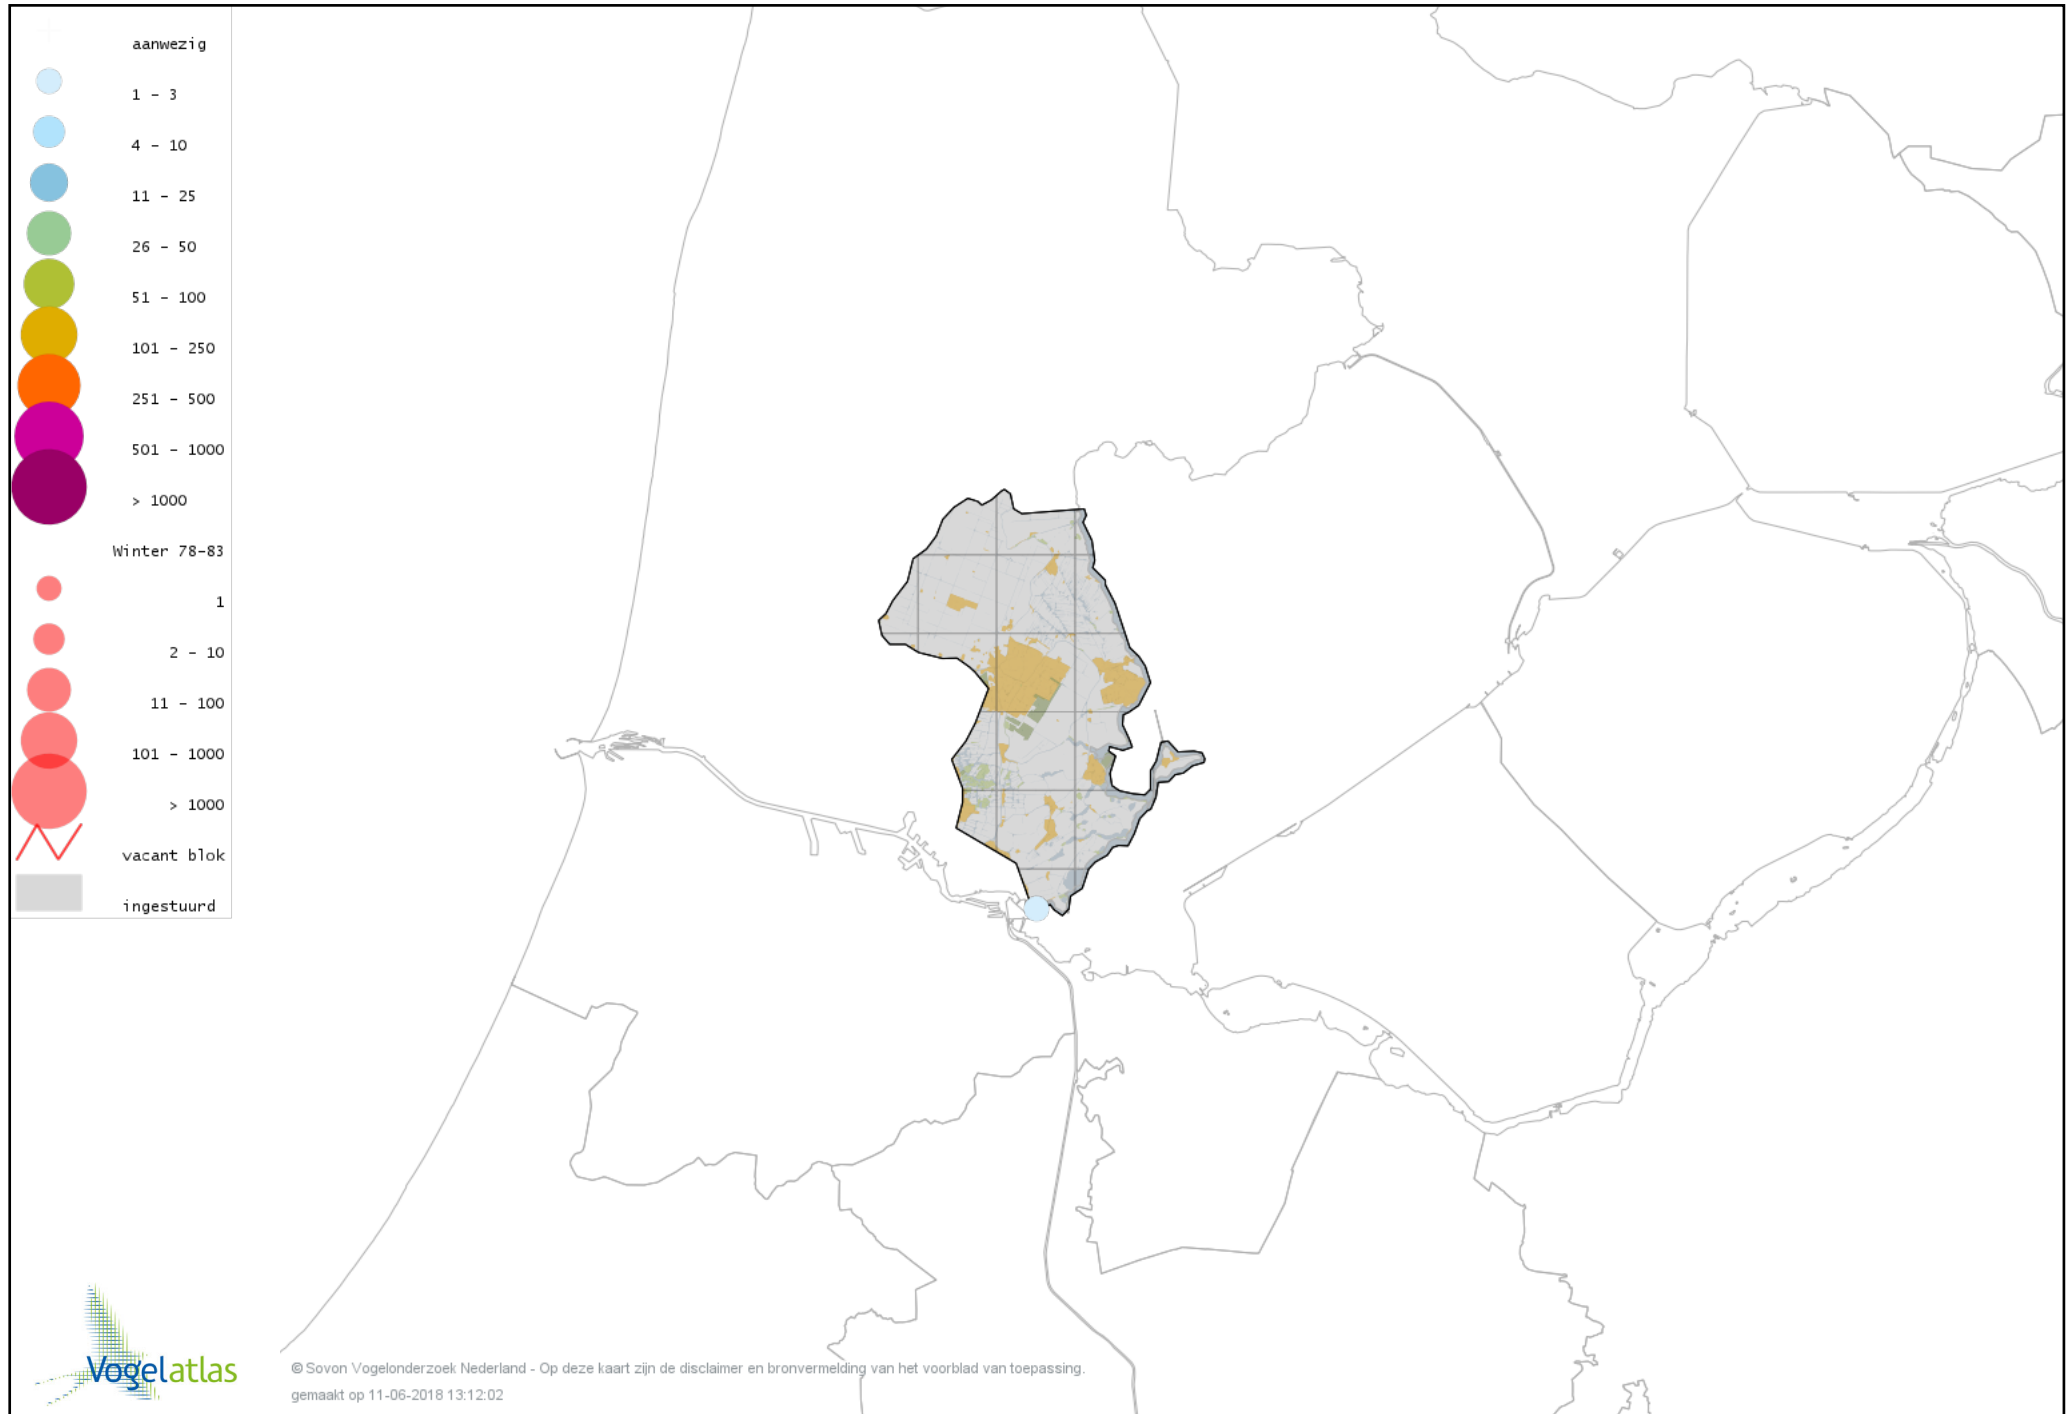 aanwezig
1 - 3
4 - 10
11 - 25
26 - 50
51 - 100
101 - 250
251 - 500
501 - 1000
> 1000
Winter 78-83
1
2 - 10
11 - 100
101 - 1000
> 1000
vacant blok
ingestuurd
Vogelatlas
© Sovon Vogelonderzoek Nederland - Op deze kaart zijn de disclaimer en bronvermelding van het voorblad van toepassing.
gemaakt op 11-06-2018 13:12:02